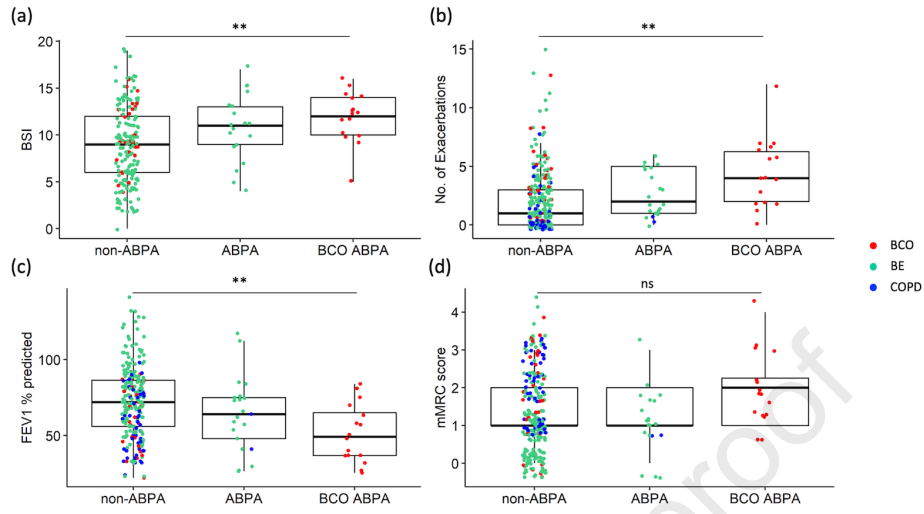 (a)
**
20
15
10
5
0
BSI
non-ABPA
ABPA
BCO ABPA
(b)
**
15
10
5
0
No. of Exacerbations
non-ABPA
ABPA
BCO ABPA
BCO
BE
COPD
(c)
**
100
50
FEV1 % predicted
non-ABPA
ABPA
BCO ABPA
(d)
ns
4
3
2
1
0
mMRC score
non-ABPA
ABPA
BCO ABPA
proof